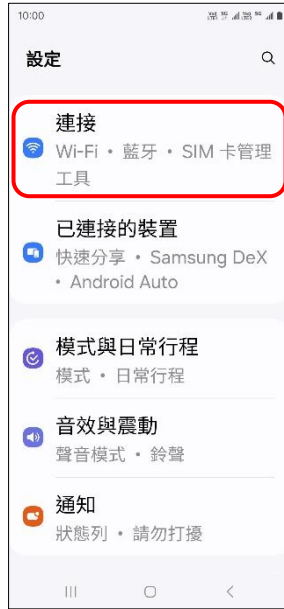 10:00
設定
連接
Wi-Fi • 藍牙 • SIM 卡管理
工具
已連接的裝置
快速分享 • Samsung DeX
• Android Auto
模式與日常行程
模式 • 日常行程
音效與震動
聲音模式 • 鈴聲
通知
狀態列 • 請勿打擾